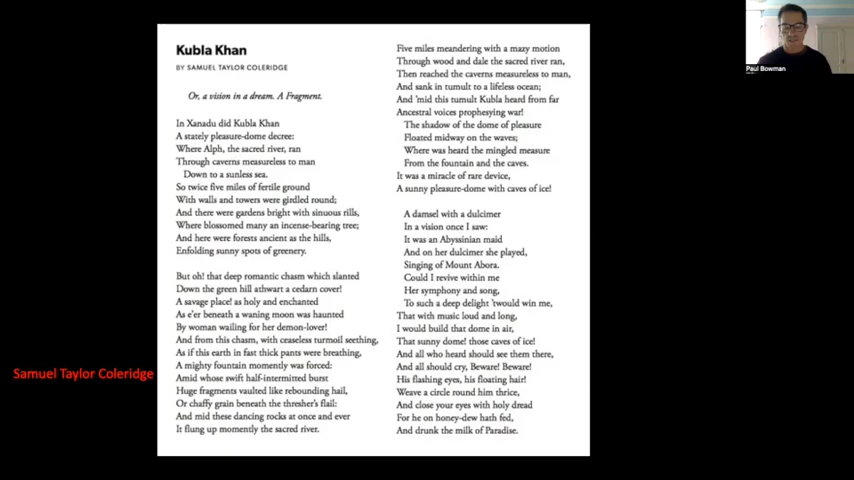 Kubla Khan
BY SAMUEL TAYLOR COLERIDGE
Or, a vision in a dream. A Fragment.
In Xanadu did Kubla Khan
A stately pleasure-dome decree:
Where Alph, the sacred river, ran
Through caverns measureless to man
Down to a sunless sea.
So twice five miles of fertile ground
With walls and towers were girdled round;
And there were gardens bright with sinuous rills,
Where blossomed many an incense-bearing tree;
And here were forests ancient as the hills,
Enfolding sunny spots of greenery.
But oh! that deep romantic chasm which slanted
Down the green hill athwart a cedarn cover!
A savage place! as holy and enchanted
As e'er beneath a waning moon was haunted
By woman wailing for her demon-lover!
And from this chasm, with ceaseless turmoil seething,
As if this earth in fast thick pants were breathing,
A mighty fountain momently was forced:
Amid whose swift half-intermitted burst
Huge fragments vaulted like rebounding hail,
Or chaffy grain beneath the thresher's flail:
And mid these dancing rocks at once and ever
It flung up momently the sacred river.
Five miles meandering with a mazy motion
Through wood and dale the sacred river ran,
Then reached the caverns measureless to man,
And sank in tumult to a lifeless ocean;
And 'mid this tumult Kubla heard from far
Ancestral voices prophesying war!
The shadow of the dome of pleasure
Floated midway on the waves;
Where was heard the mingled measure
From the fountain and the caves.
It was a miracle of rare device,
A sunny pleasure-dome with caves of ice!
A damsel with a dulcimer
In a vision once I saw:
It was an Abyssinian maid
And on her dulcimer she played,
Singing of Mount Abora.
Could I revive within me
Her symphony and song,
To such a deep delight 'twould win me,
That with music loud and long,
I would build that dome in air,
That sunny dome! those caves of ice!
And all who heard should see them there,
And all should cry, Beware! Beware!
His flashing eyes, his floating hair!
Weave a circle round him thrice,
And close your eyes with holy dread
For he on honey-dew hath fed,
And drunk the milk of Paradise.
Samuel Taylor Coleridge
Paul Bowman